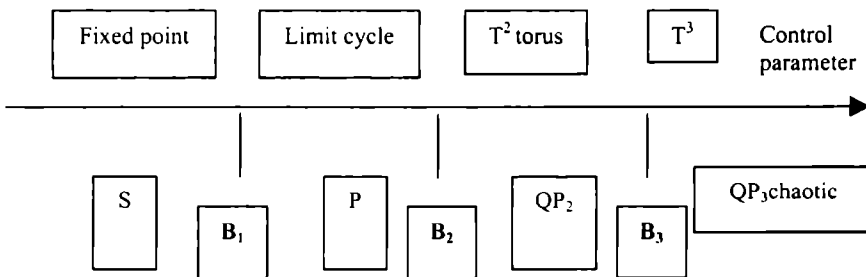 Fixed point
Limit cycle
T² torus
T³
Control
parameter
S
B₁
P
B₂
QP₂
B₃
QP₃chaotic